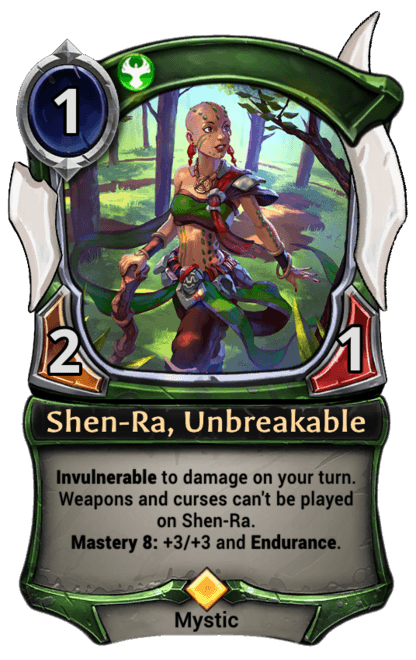 1
2
1
Shen-Ra, Unbreakable
Invulnerable to damage on your turn.
Weapons and curses can't be played
on Shen-Ra.
Mastery 8: +3/+3 and Endurance.
Mystic